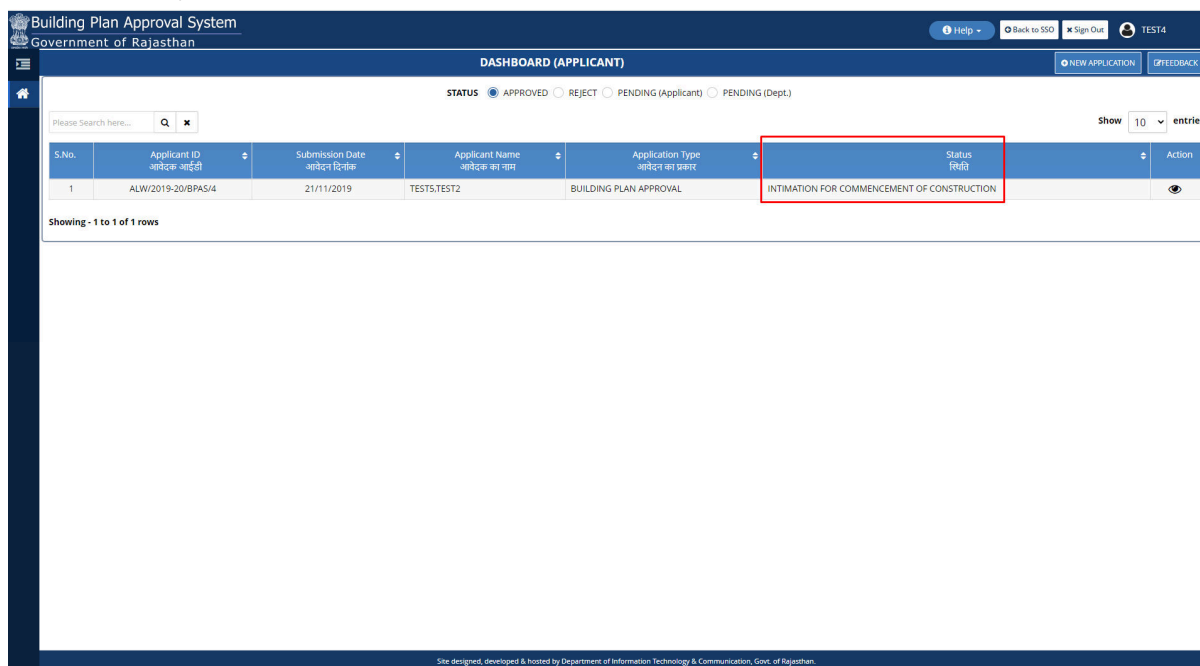 Building Plan Approval System
Government of Rajasthan
Help
Back to SSO
Sign Out
TEST4
DASHBOARD (APPLICANT)
NEW APPLICATION
FEEDBACK
STATUS APPROVED REJECT PENDING (Applicant) PENDING (Dept.)
Please Search here...
Show 10 entrie
S.No.
Applicant ID
आवेदक आईडी
Submission Date
आवेदन दिनांक
Applicant Name
आवेदक का नाम
Application Type
आवेदन का प्रकार
Status
स्थिति
Action
1 ALW/2019-20/BPAS/4 21/11/2019 TEST5,TEST2 BUILDING PLAN APPROVAL INTIMATION FOR COMMENCEMENT OF CONSTRUCTION
Showing - 1 to 1 of 1 rows
Site designed, developed & hosted by Department of Information Technology & Communication, Govt. of Rajasthan.